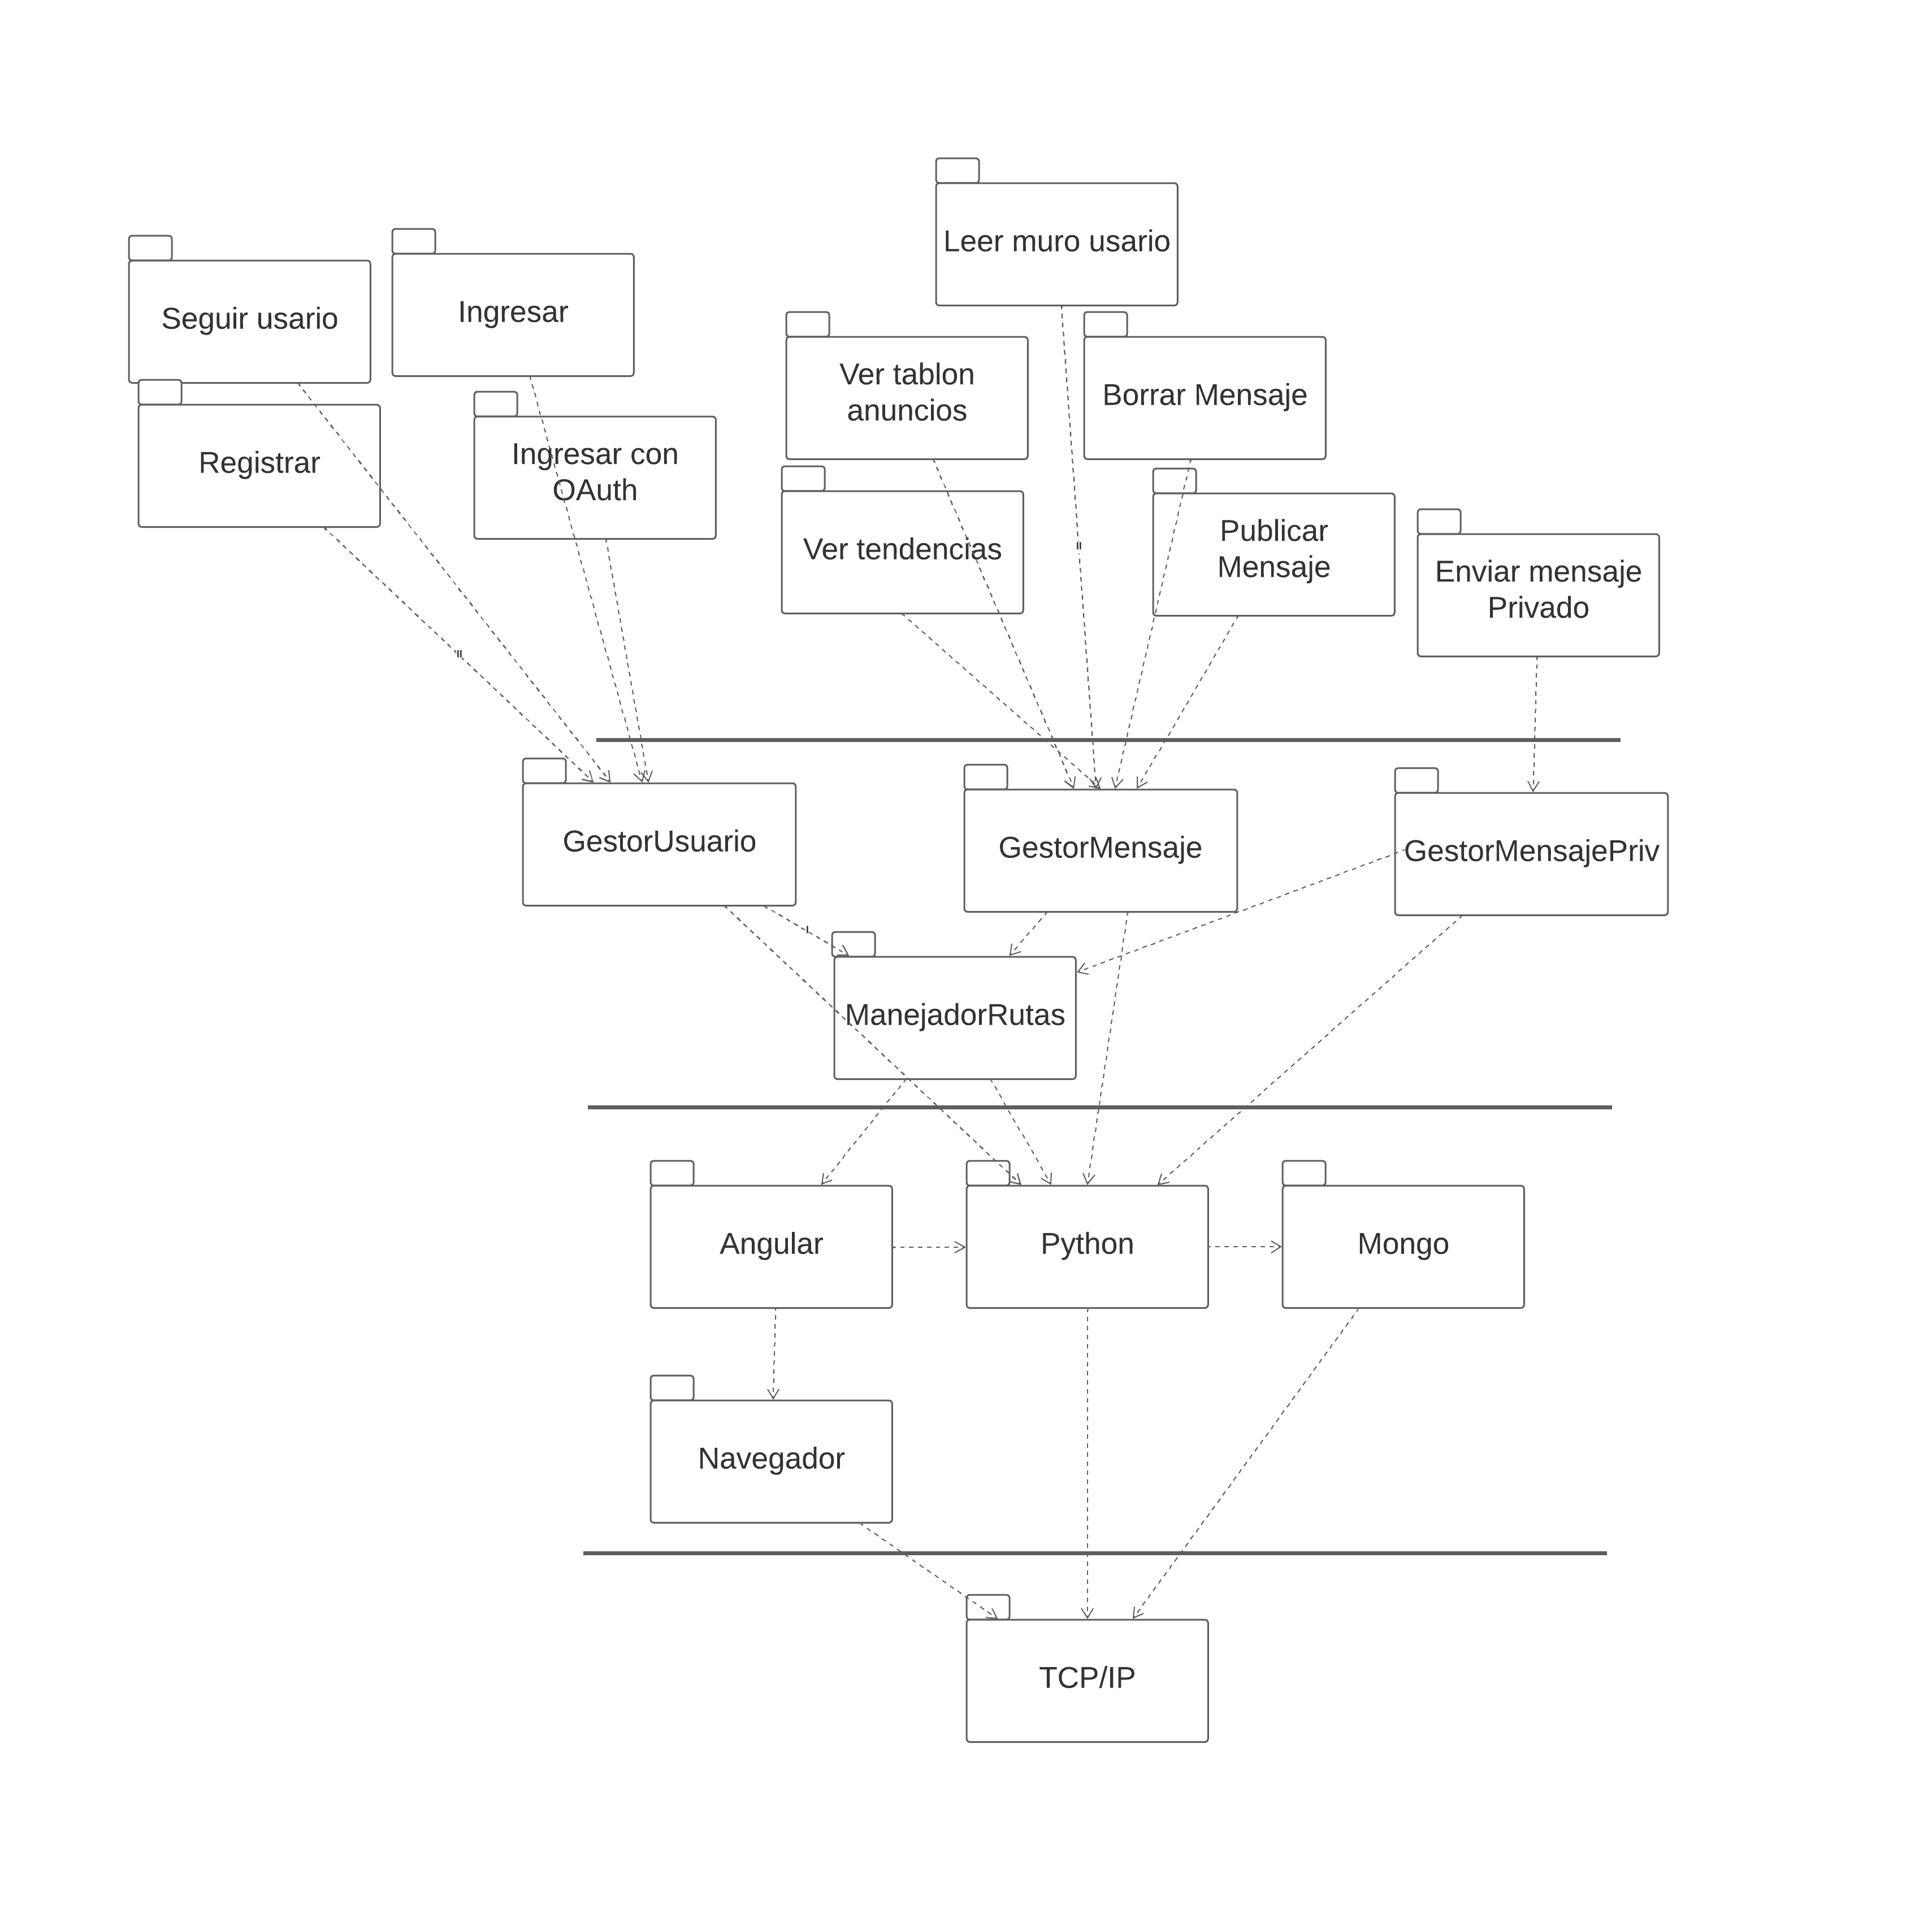 Leer muro usario
Seguir usario
Ingresar
Ver tablon
anuncios
Borrar Mensaje
Registrar
Ingresar con
OAuth
Ver tendencias
Publicar
Mensaje
Enviar mensaje
Privado
GestorUsuario
GestorMensaje
GestorMensajePriv
ManejadorRutas
Angular
Python
Mongo
Navegador
TCP/IP